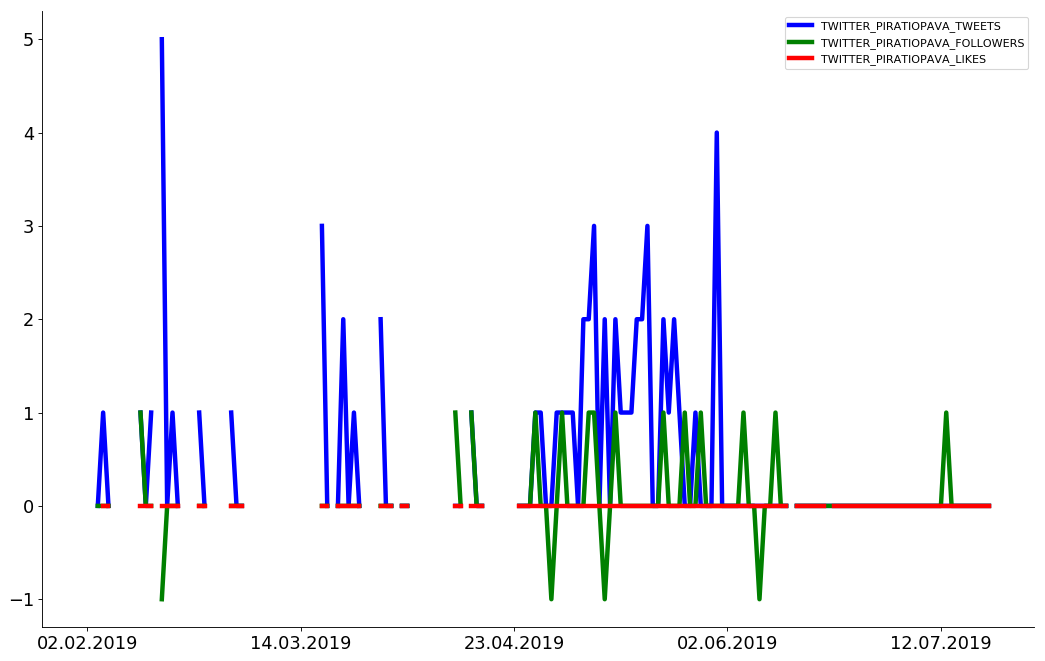 TWITTER_PIRATIOPAVA_TWEETS
TWITTER_PIRATIOPAVA_FOLLOWERS
TWITTER_PIRATIOPAVA_LIKES
5
4
3
2
1
0
−1
02.02.2019 14.03.2019 23.04.2019 02.06.2019 12.07.2019